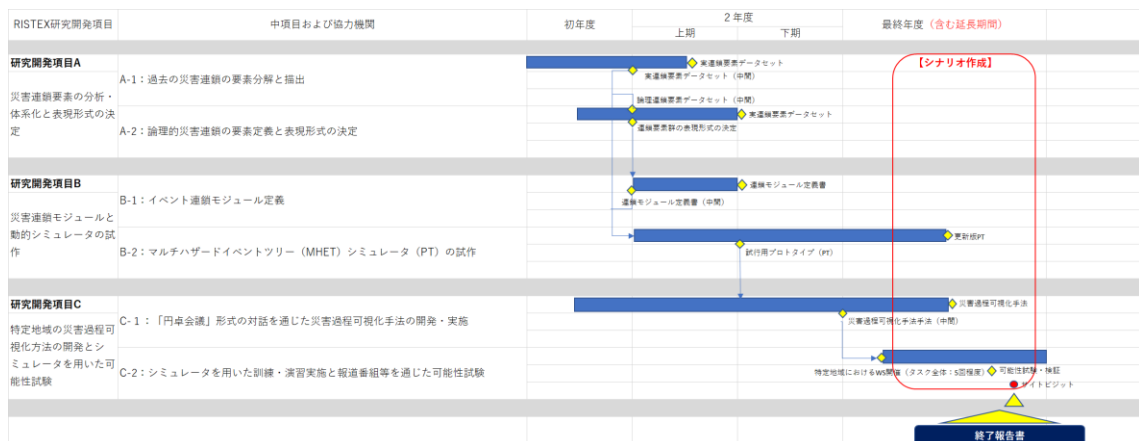 RISTEX研究開発項目
中項目および協力機関
初年度
2年度
上期
下期
最終年度（含む延長期間）
研究開発項目A
災害連鎖要素の分析・
体系化と表現形式の決
定
A-1：過去の災害連鎖の要素分解と描出
A-2：論理的災害連鎖の要素定義と表現形式の決定
【シナリオ作成】
実連鎖要素データセット
実連鎖要素データセット（中間）
論理連鎖要素データセット（中間）
実連鎖要素データセット
連鎖要素群の表現形式の決定
研究開発項目B
災害連鎖モジュールと
動的シミュレータの試
作
B-1：イベント連鎖モジュール定義
B-2：マルチハザードイベントツリー（MHET）シミュレータ（PT）の試作
連鎖モジュール定義書
連鎖モジュール定義書（中間）
更新版PT
試行用プロトタイプ（PT）
研究開発項目C
特定地域の災害過程可
視化方法の開発とシ
ミュレータを用いた可
能性試験
C-1：「円卓会議」形式の対話を通じた災害過程可視化手法の開発・実施
C-2：シミュレータを用いた訓練・演習実施と報道番組等を通じた可能性試験
災害過程可視化手法
災害過程可視化手法手法（中間）
特定地域におけるWS開催（タスク全体：5回程度）
可能性試験・検証
サイトビジット
終了報告書